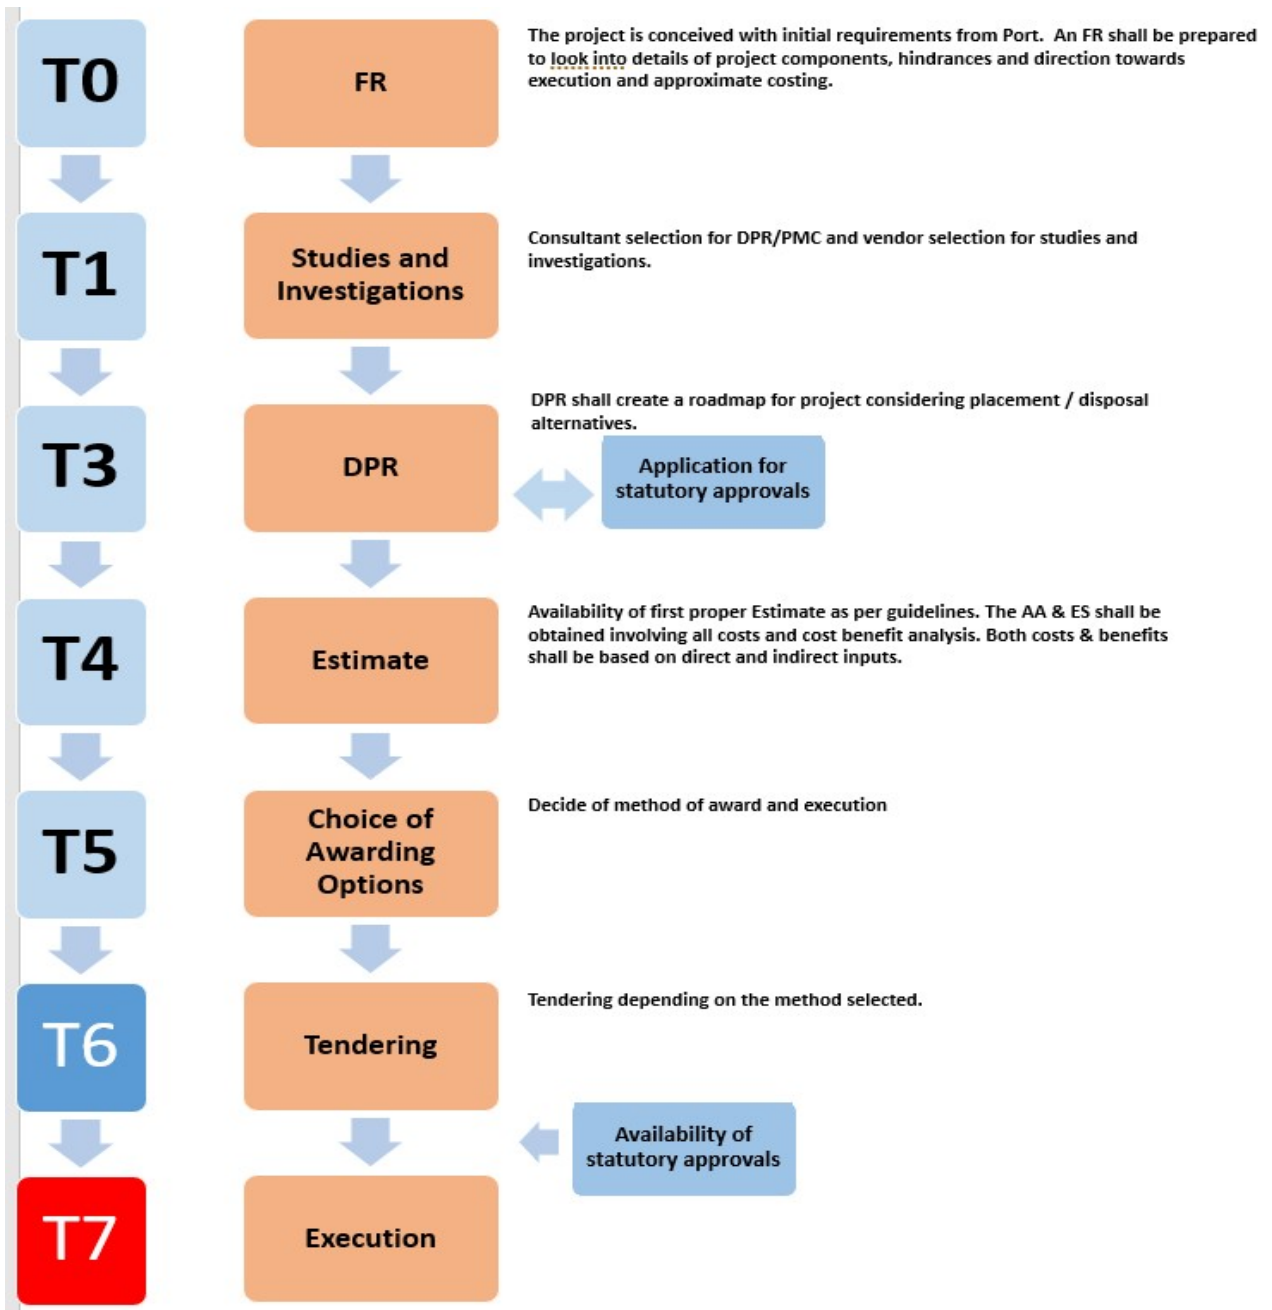 T0
FR
The project is conceived with initial requirements from Port. An FR shall be prepared
to look into details of project components, hindrances and direction towards
execution and approximate costing.
T1
Studies and
Investigations
Consultant selection for DPR/PMC and vendor selection for studies and
investigations.
T3
DPR
DPR shall create a roadmap for project considering placement / disposal
alternatives.
Application for
statutory approvals
T4
Estimate
Availability of first proper Estimate as per guidelines. The AA & ES shall be
obtained involving all costs and cost benefit analysis. Both costs & benefits
shall be based on direct and indirect inputs.
T5
Choice of
Awarding
Options
Decide of method of award and execution
T6
Tendering
Tendering depending on the method selected.
Availability of
statutory approvals
T7
Execution